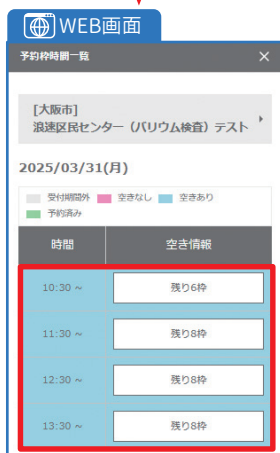 WEB画面
予約枠時間一覧 ×
[大阪市]
浪速区民センター（バリウム検査）テスト
2025/03/31(月)
受付期間外 空きなし 空きあり
予約済み
時間 空き情報
10:30 ～ 残り6枠
11:30 ～ 残り8枠
12:30 ～ 残り8枠
13:30 ～ 残り8枠